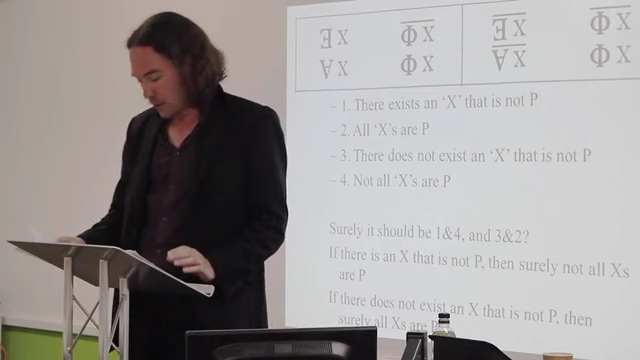 ∃X Φ̅X̅ ∃̅X̅ Φ̅X̅
∀X ΦX ∀̅X̅ ΦX
– 1. There exists an ‘X’ that is not P
– 2. All ‘X’s are P
– 3. There does not exist an ‘X’ that is not P
– 4. Not all ‘X’s are P
Surely it should be 1&4, and 3&2?
If there is an X that is not P, then surely not all Xs
are P
If there does not exist an X that is not P, then
surely all Xs are P